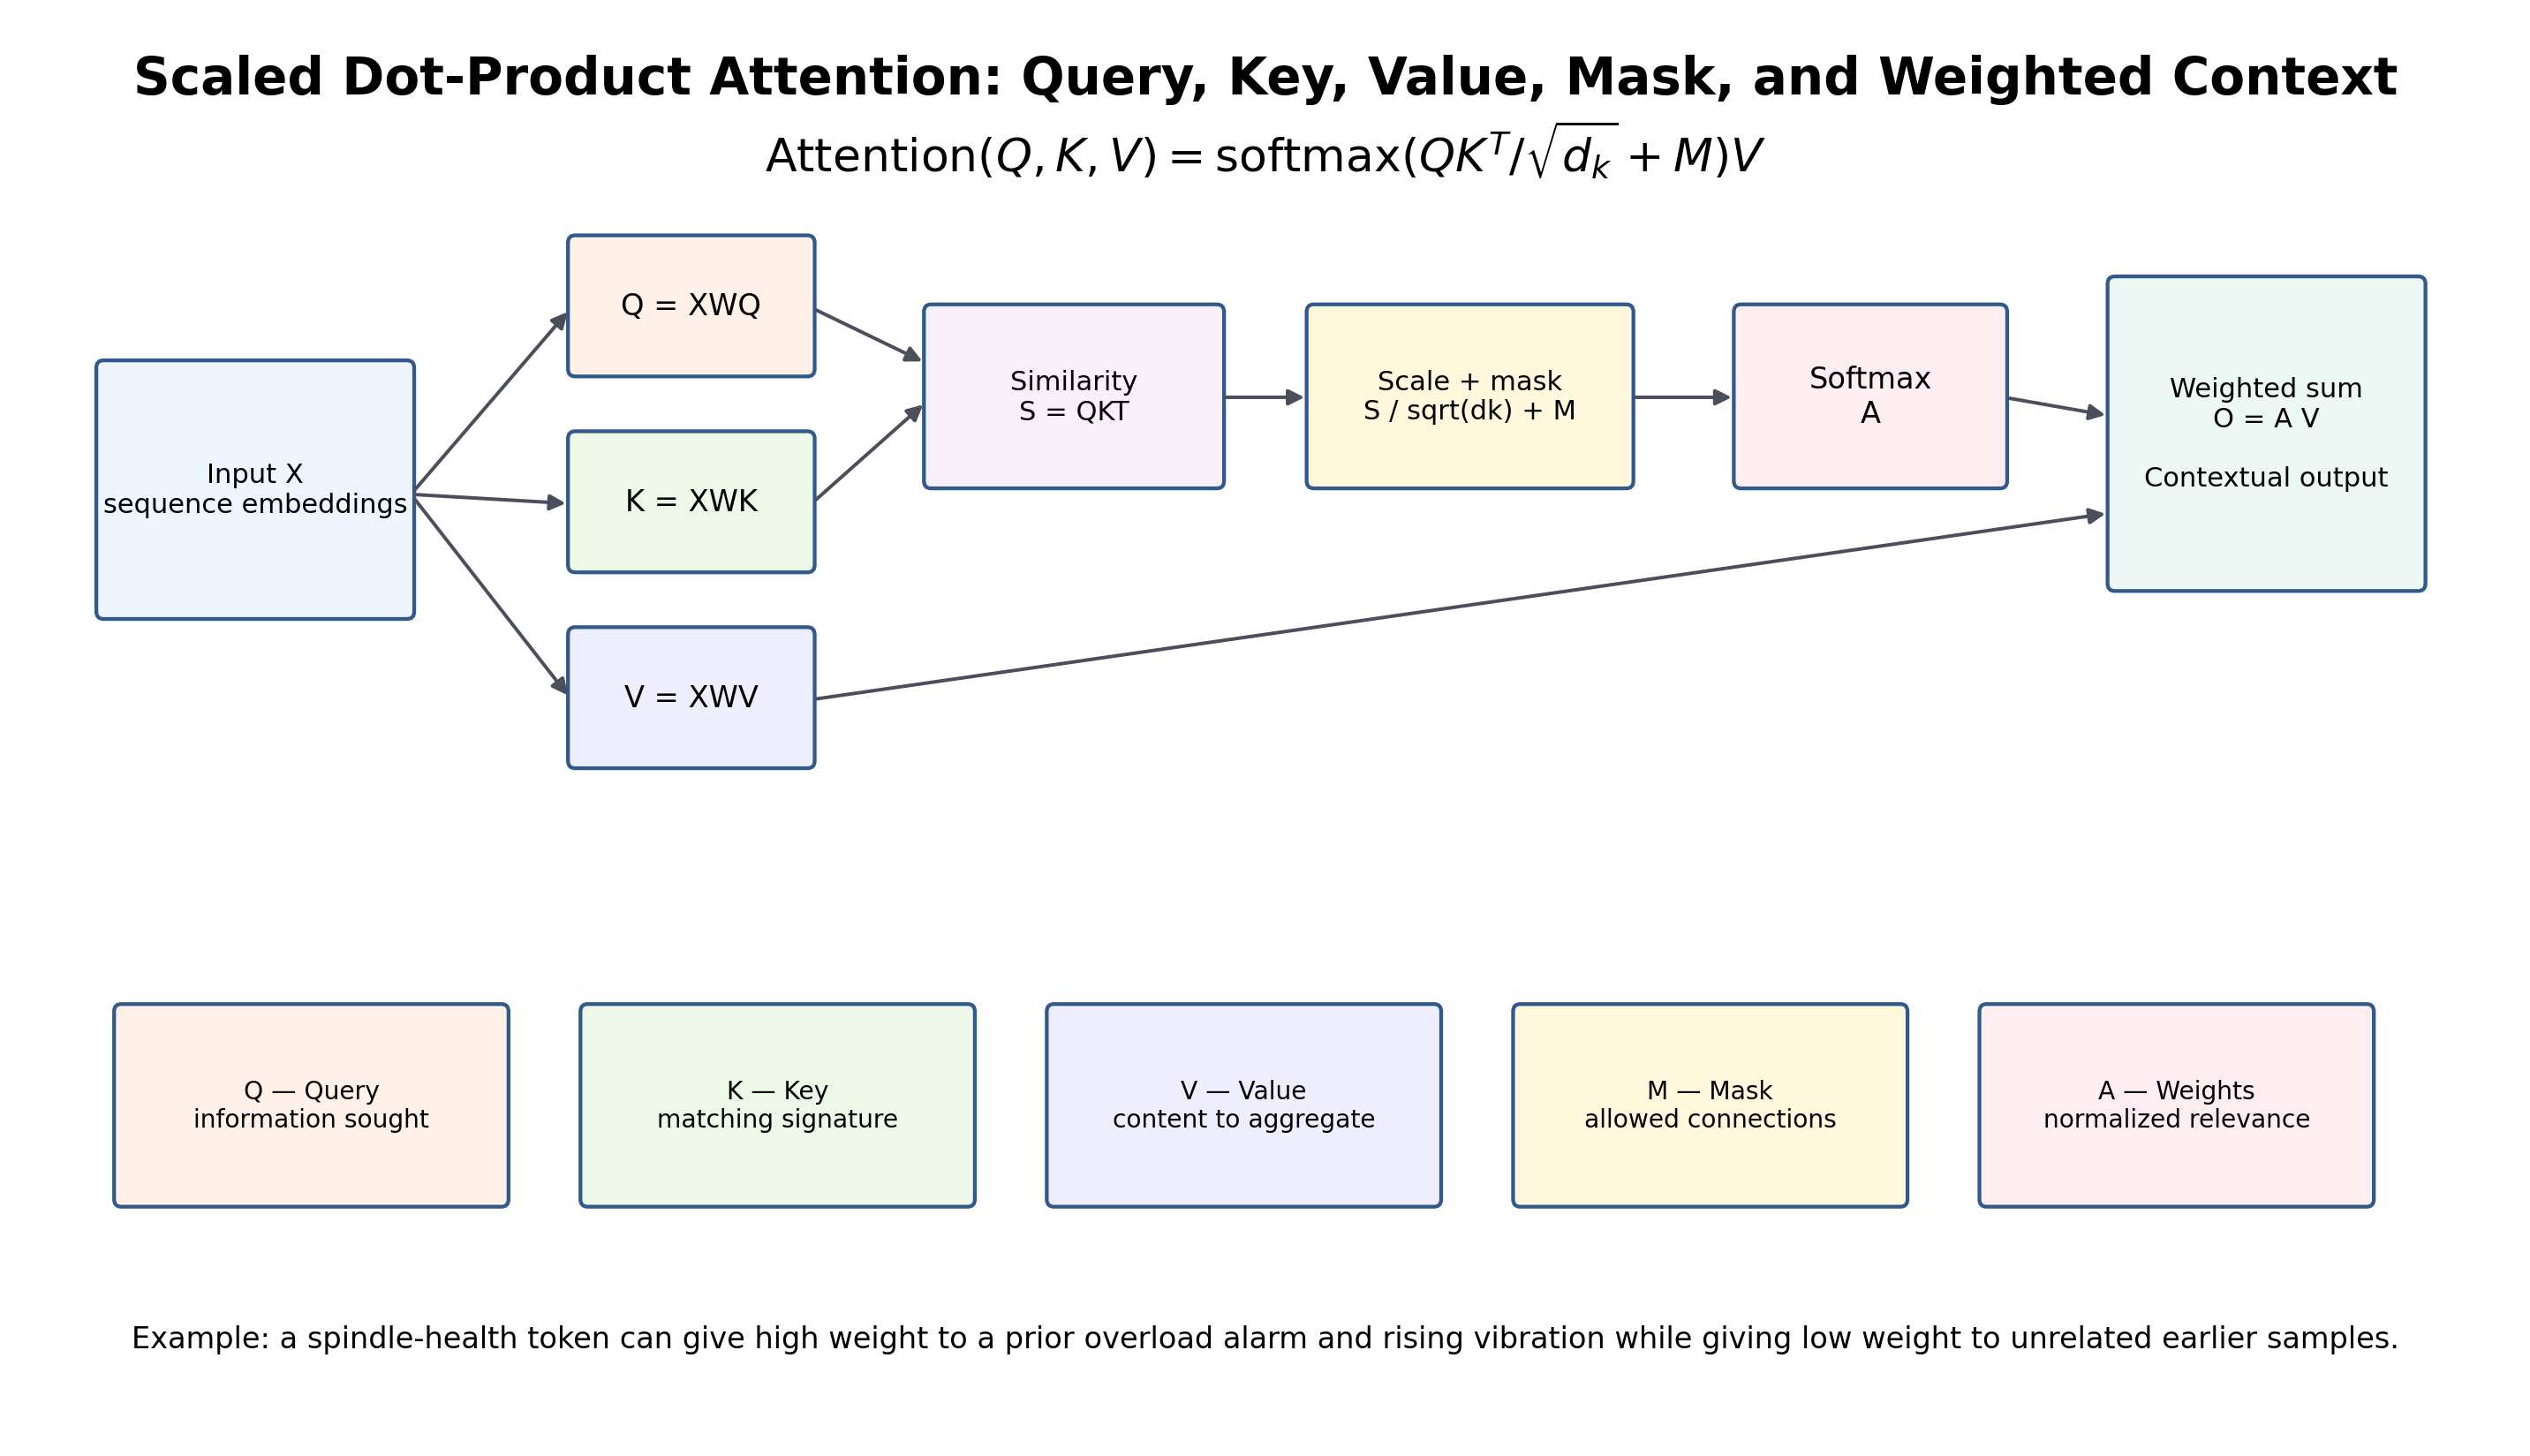 Scaled Dot-Product Attention: Query, Key, Value, Mask, and Weighted Context
Attention(Q, K, V) = softmax(QK^T/√d_k + M)V
Q = XWQ
Input X
sequence embeddings
K = XWK
V = XWV
Similarity
S = QKT
Scale + mask
S / sqrt(dk) + M
Softmax
A
Weighted sum
O = A V
Contextual output
Q — Query
information sought
K — Key
matching signature
V — Value
content to aggregate
M — Mask
allowed connections
A — Weights
normalized relevance
Example: a spindle-health token can give high weight to a prior overload alarm and rising vibration while giving low weight to unrelated earlier samples.